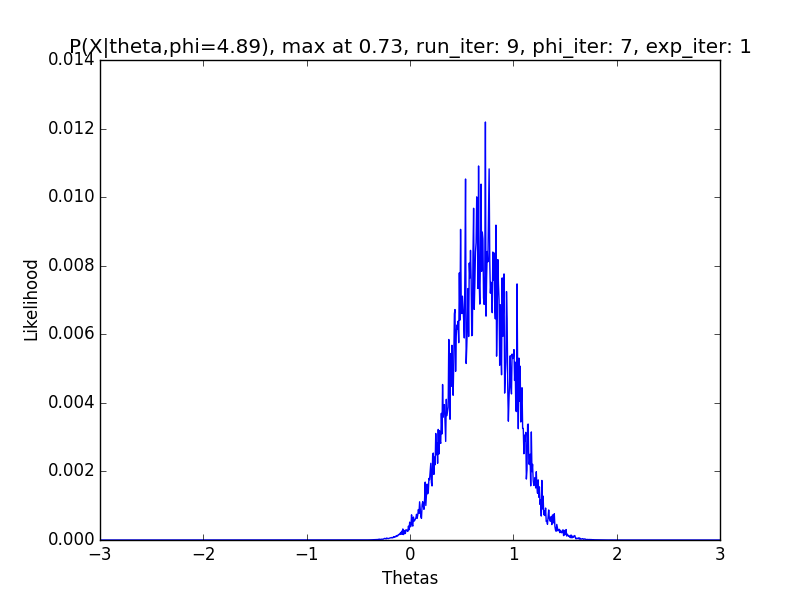 P(X|theta,phi=4.89), max at 0.73, run_iter: 9, phi_iter: 7, exp_iter: 1
0.014
0.012
0.010
0.008
0.006
0.004
0.002
0.000
Likelihood
−3 −2 −1 0 1 2 3
Thetas